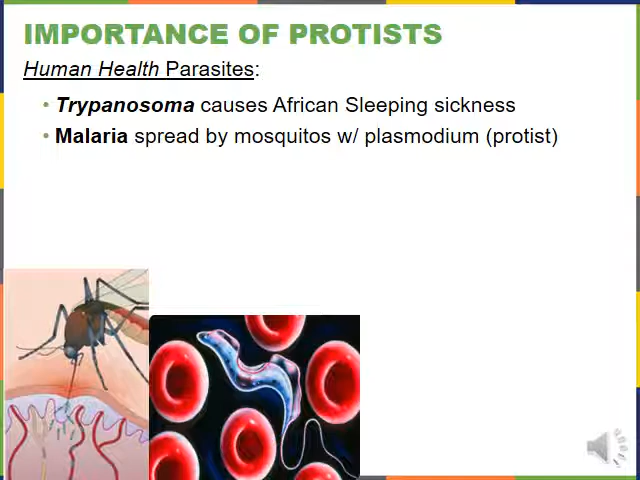 IMPORTANCE OF PROTISTS
Human Health Parasites:
• Trypanosoma causes African Sleeping sickness
• Malaria spread by mosquitos w/ plasmodium (protist)